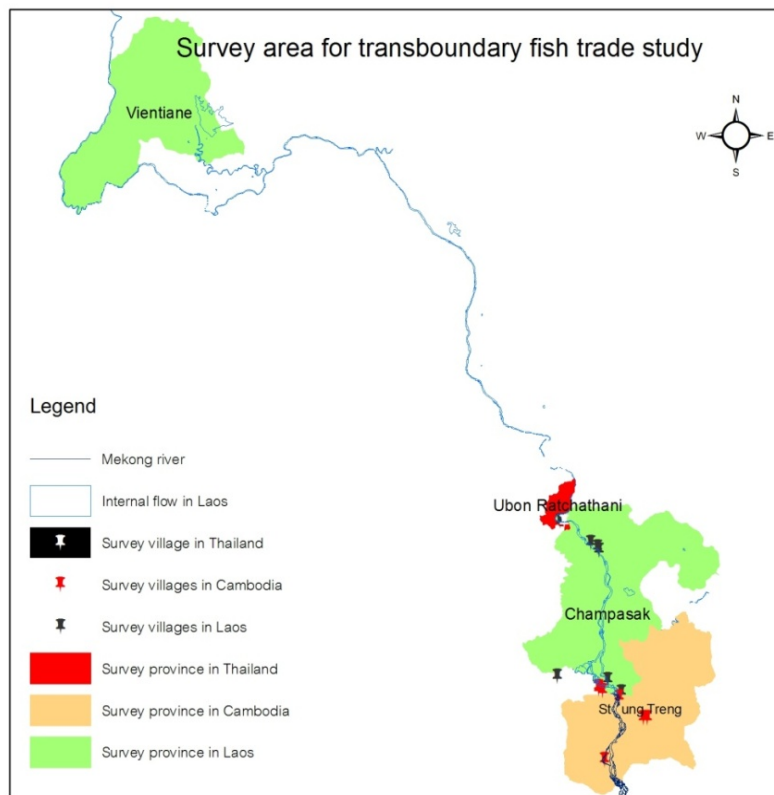 Survey area for transboundary fish trade study
Vientiane
N
W E
S
Legend
Mekong river
Internal flow in Laos
Survey village in Thailand
Survey villages in Cambodia
Survey villages in Laos
Survey province in Thailand
Survey province in Cambodia
Survey province in Laos
Ubon Ratchathani
Champasak
Stoung Treng